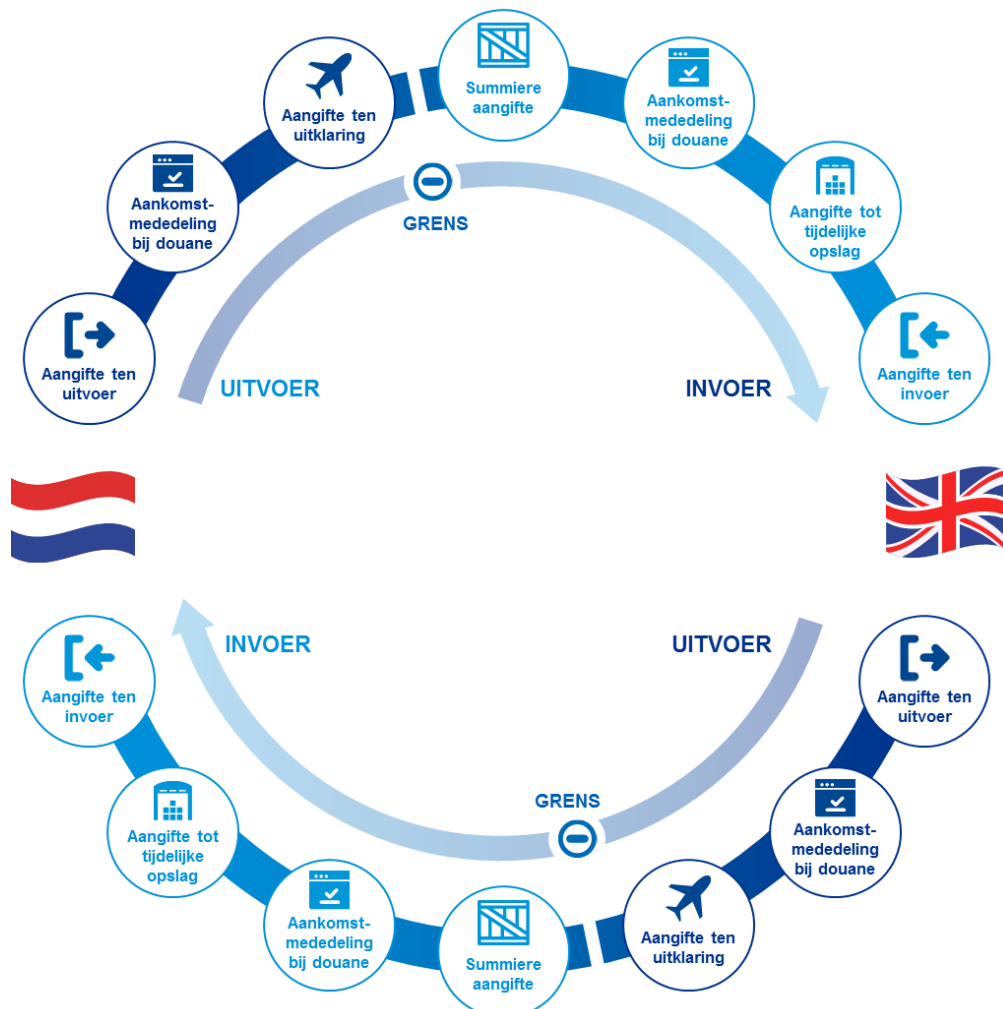 Summiere
aangifte
Aangifte ten
uitklaring
Aankomst-
mededeling
bij douane
Aankomst-
mededeling
bij douane
Aangifte tot
tijdelijke
opslag
GRENS
Aangifte ten
uitvoer
UITVOER
INVOER
Aangifte ten
invoer
INVOER
UITVOER
Aangifte ten
invoer
Aangifte ten
uitvoer
GRENS
Aangifte tot
tijdelijke
opslag
Aankomst-
mededeling
bij douane
Aankomst-
mededeling
bij douane
Summiere
aangifte
Aangifte ten
uitklaring